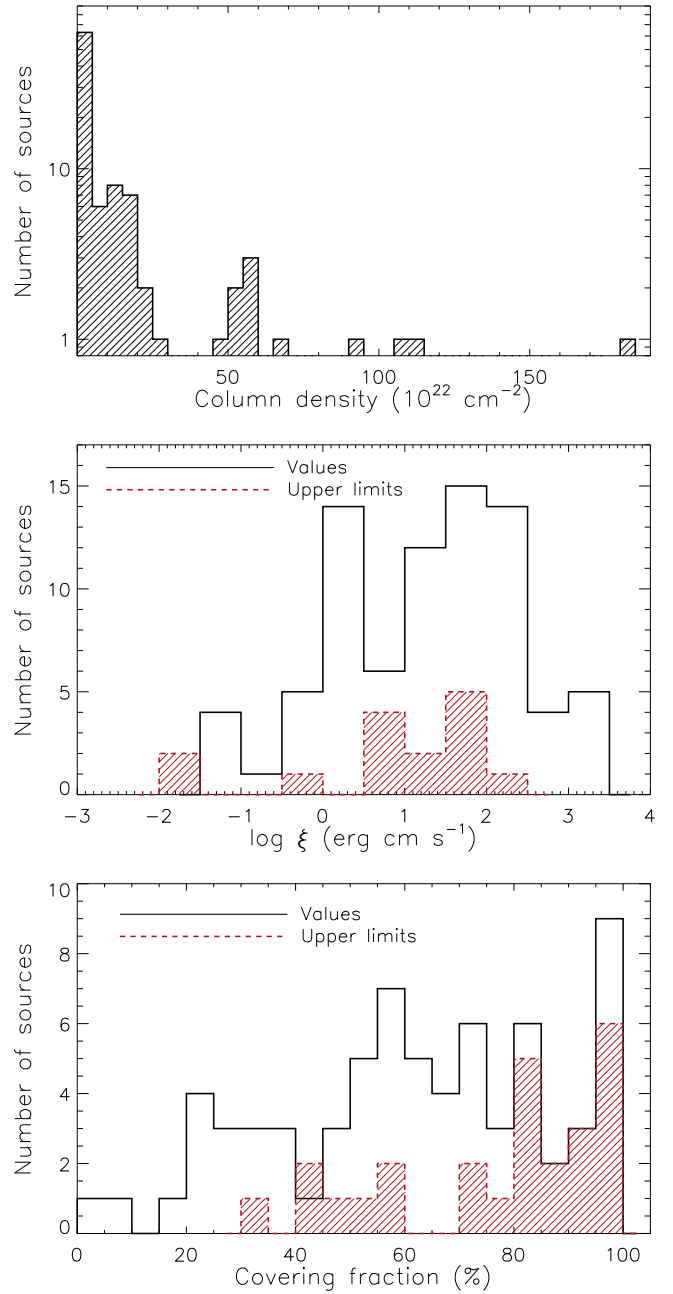 Number of sources
10
1
50
100
150
Column density (10²² cm⁻²)
Values
Upper limits
Number of sources
15
10
5
0
−3
−2
−1
0
1
2
3
4
log ξ (erg cm s⁻¹)
Values
Upper limits
Number of sources
10
8
6
4
2
0
0
20
40
60
80
100
Covering fraction (%)